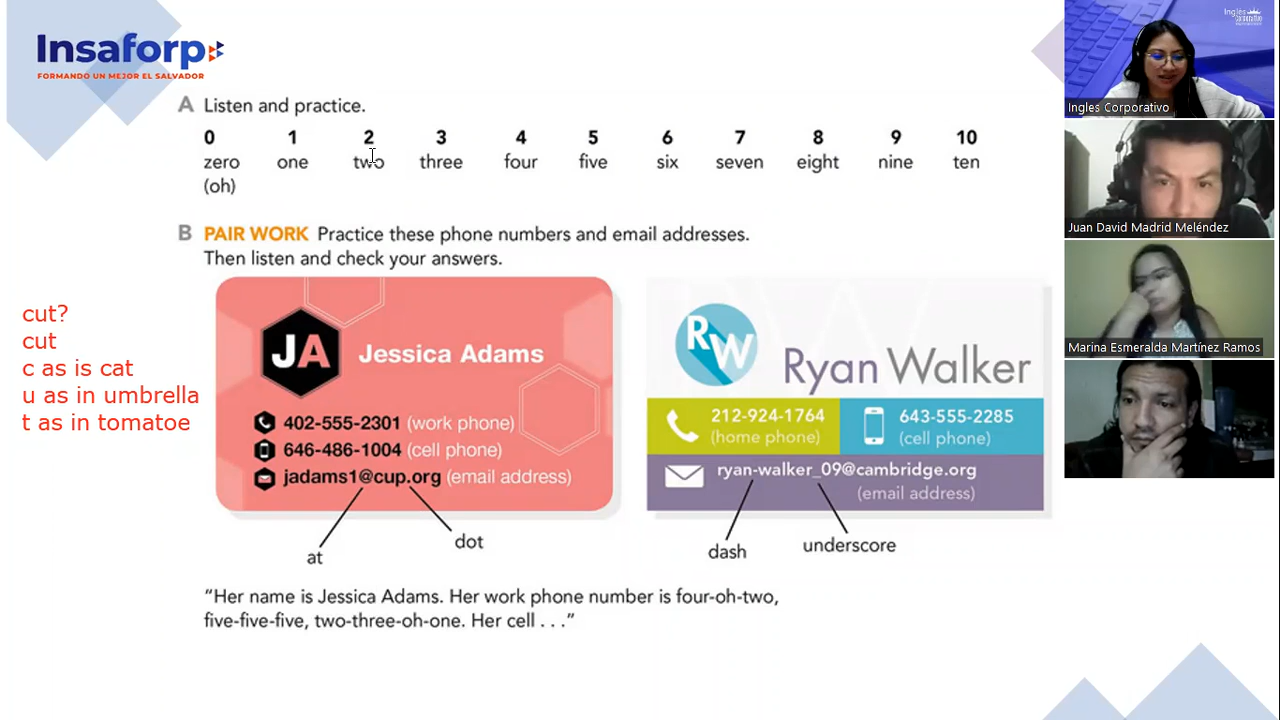 Insaforp
FORMANDO UN MEJOR EL SALVADOR
A Listen and practice.
0 1 2 3 4 5 6 7 8 9 10
zero one two three four five six seven eight nine ten
(oh)
B PAIR WORK Practice these phone numbers and email addresses.
Then listen and check your answers.
cut?
cut
c as is cat
u as in umbrella
t as in tomatoe
JA
Jessica Adams
402-555-2301 (work phone)
646-486-1004 (cell phone)
jadams1@cup.org (email address)
at
dot
RW
Ryan Walker
212-924-1764
(home phone)
643-555-2285
(cell phone)
ryan-walker_09@cambridge.org
(email address)
dash
underscore
“Her name is Jessica Adams. Her work phone number is four-oh-two,
five-five-five, two-three-oh-one. Her cell . . .”
Inglés
corporativo
Ingles Corporativo
Juan David Madrid Meléndez
Marina Esmeralda Martínez Ramos